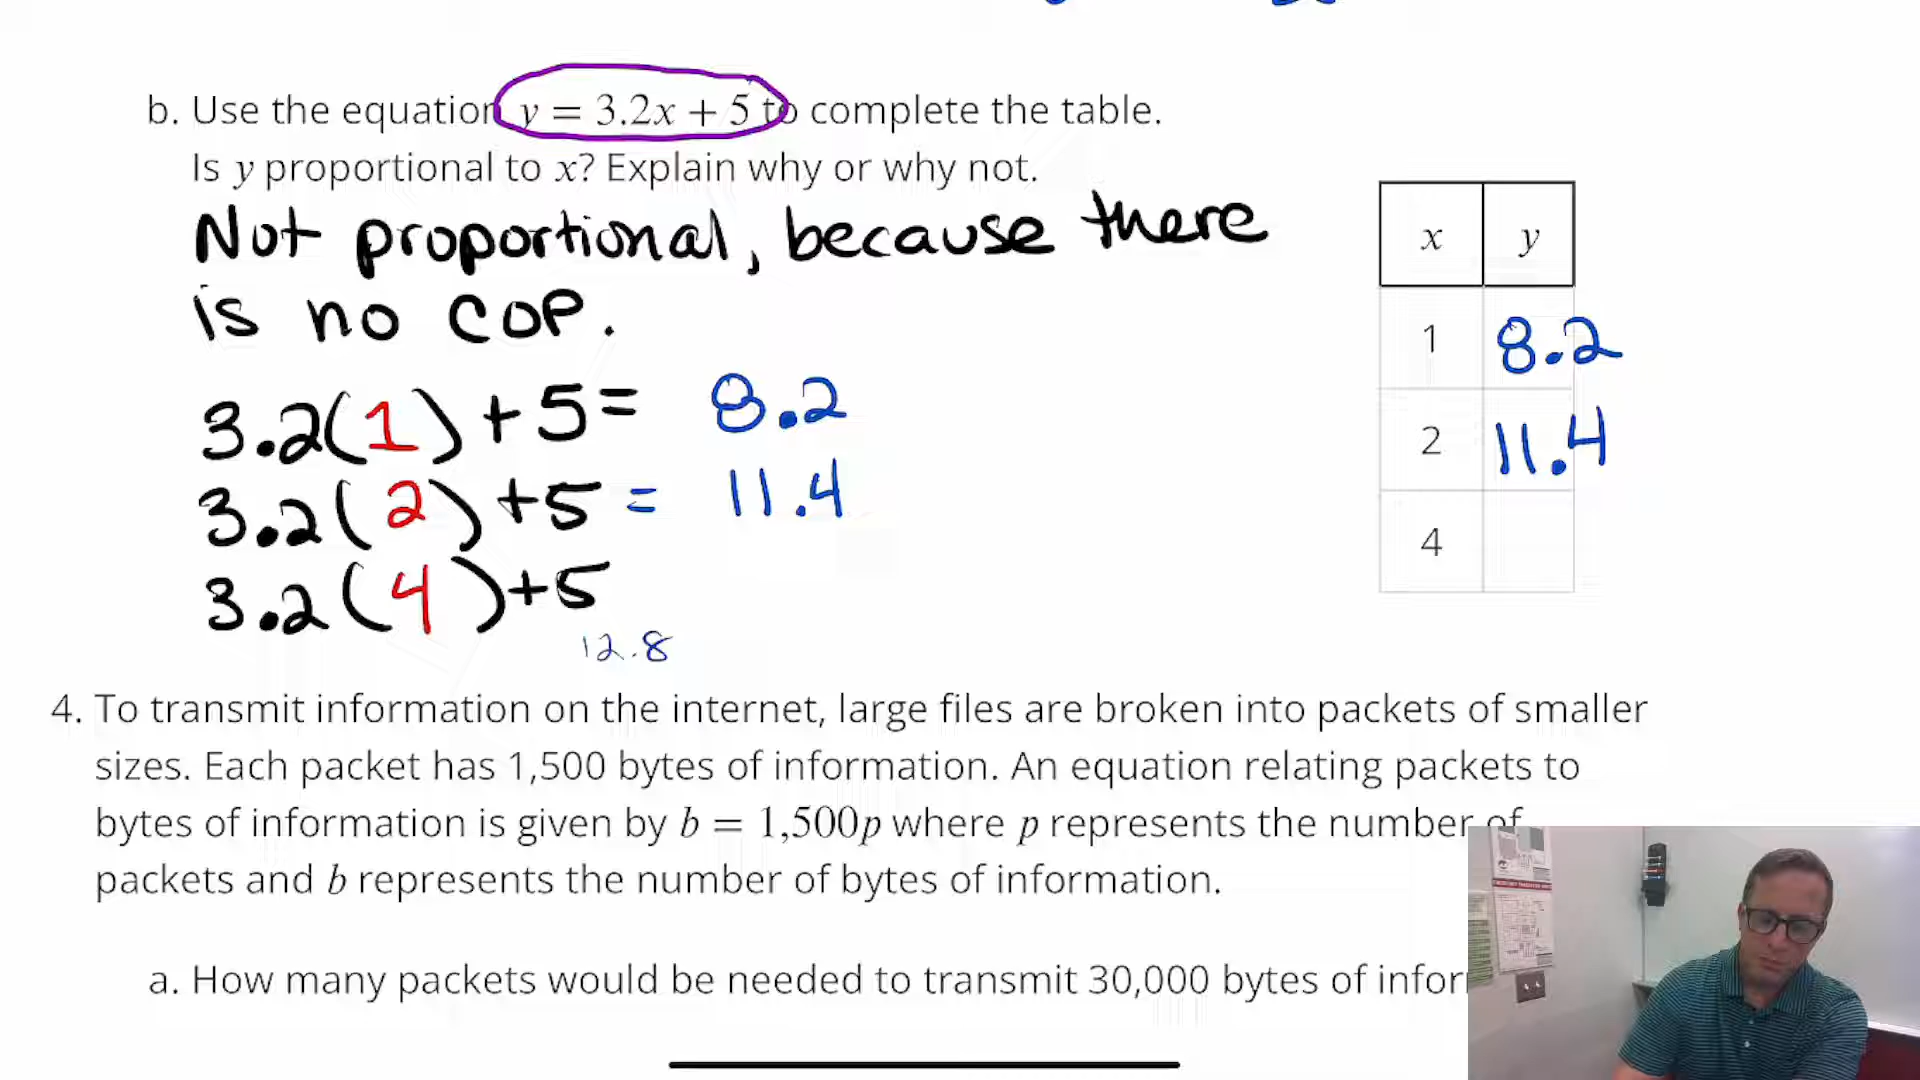 b. Use the equation y = 3.2x + 5 to complete the table.
Is y proportional to x? Explain why or why not.
Not proportional, because there
is no COP.
3.2(1)+5= 8.2
3.2(2)+5 = 11.4
3.2(4)+5
12.8
x y
1 8.2
2 11.4
4
4. To transmit information on the internet, large files are broken into packets of smaller
sizes. Each packet has 1,500 bytes of information. An equation relating packets to
bytes of information is given by b = 1,500p where p represents the number of
packets and b represents the number of bytes of information.
a. How many packets would be needed to transmit 30,000 bytes of infor